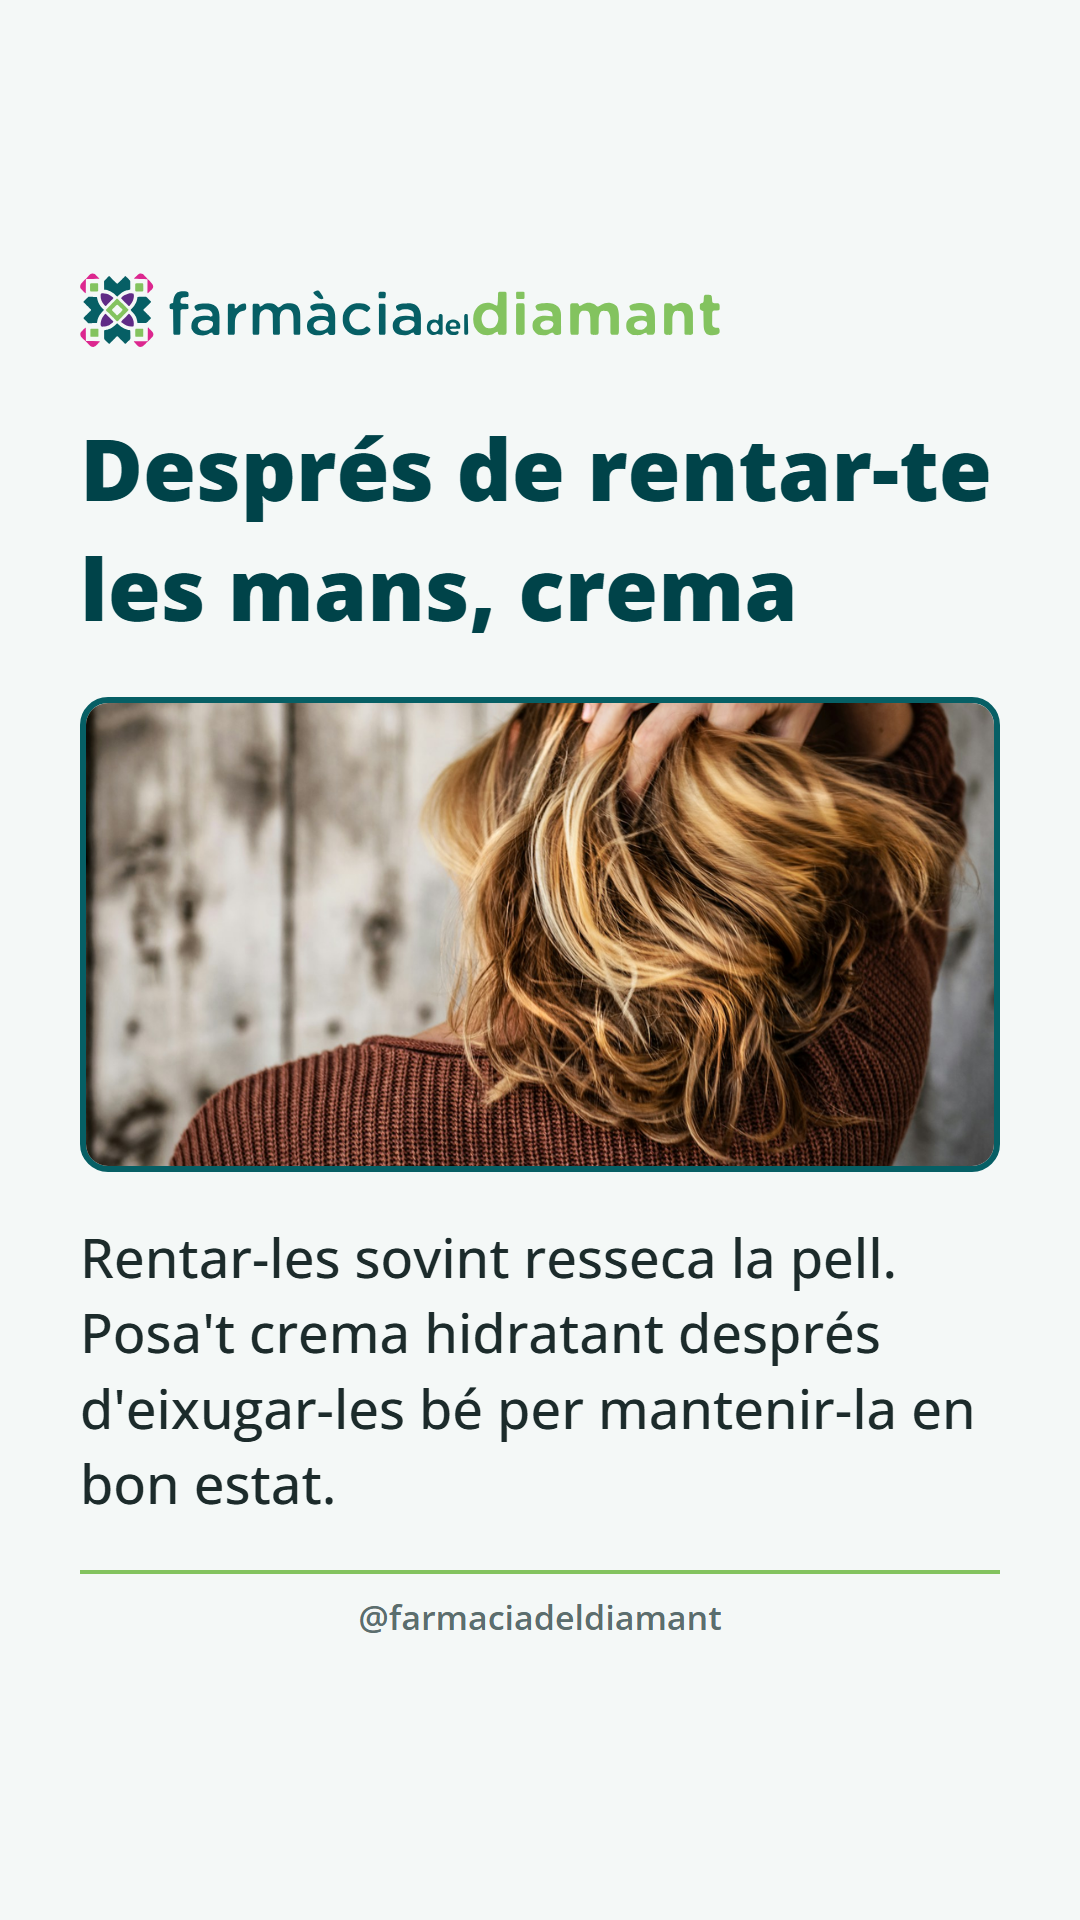 farmàciadeldiamant
Després de rentar-te
les mans, crema
Rentar-les sovint resseca la pell.
Posa't crema hidratant després
d'eixugar-les bé per mantenir-la en
bon estat.
@farmaciadeldiamant